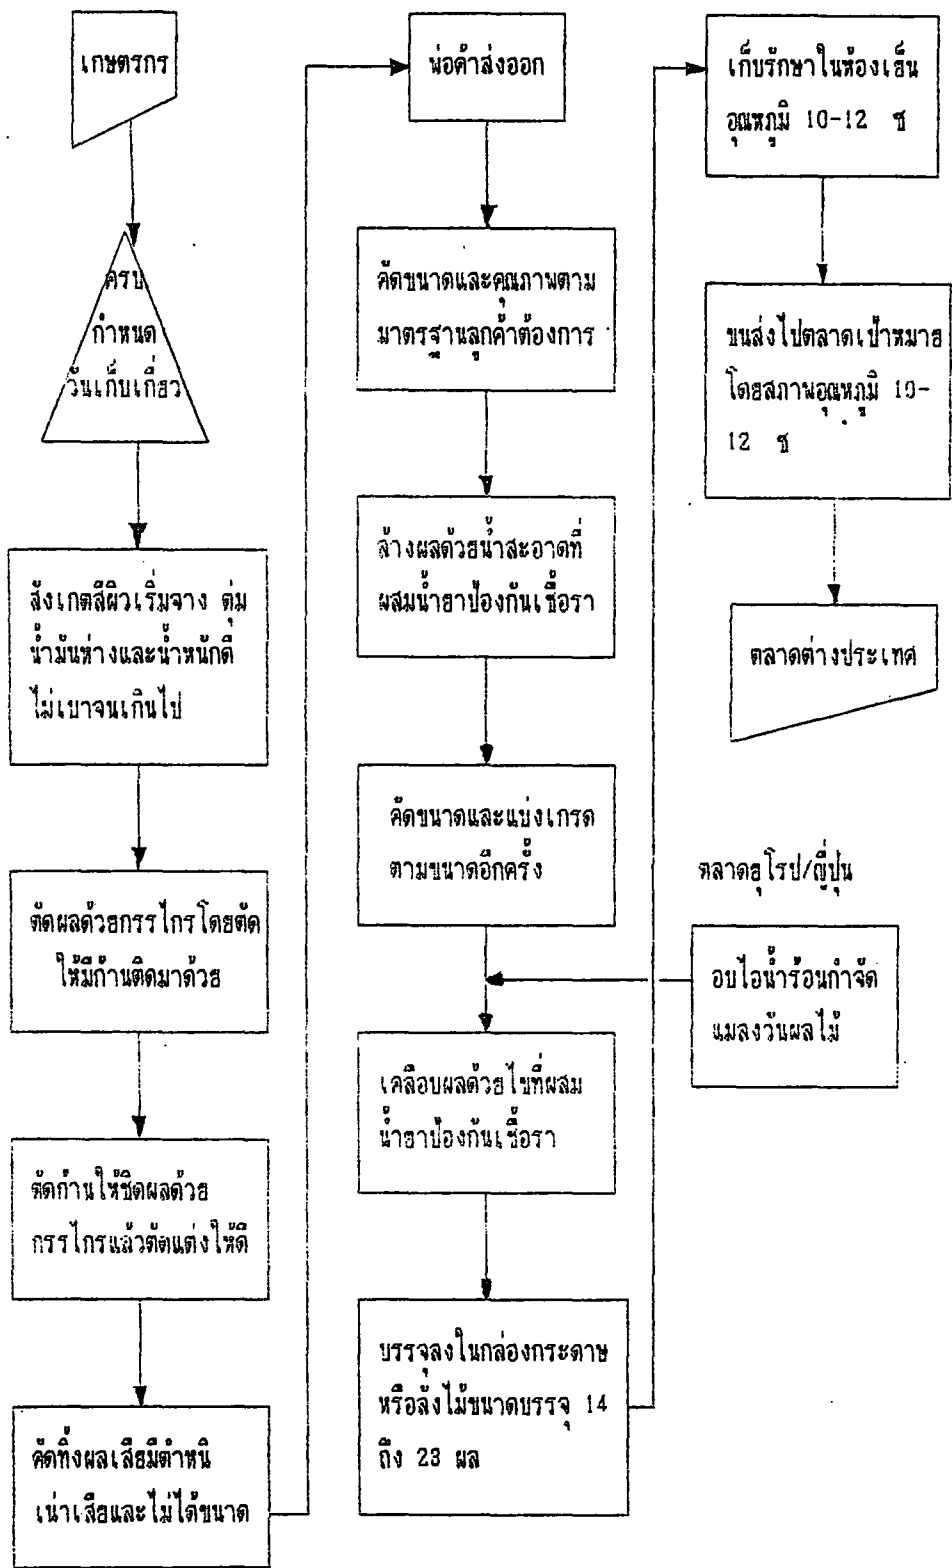 เกษตรกร
ครบ
กำหนด
วันเก็บเกี่ยว
สังเกตสีผิวเริ่มจาง ตุ่ม
น้ำมันห่างและน้ำหนักดี
ไม่เบาจนเกินไป
ตัดผลด้วยกรรไกรโดยตัด
ให้มีก้านติดมาด้วย
ตัดก้านให้ชิดผลด้วย
กรรไกรแล้วตัดแต่งให้ดี
คัดทิ้งผลเสียมีตำหนิ
เน่าเสียและไม่ได้ขนาด
พ่อค้าส่งออก
คัดขนาดและคุณภาพตาม
มาตรฐานลูกค้าต้องการ
ล้างผลด้วยน้ำสะอาดที่
ผสมน้ำยาป้องกันเชื้อรา
คัดขนาดและแบ่งเกรด
ตามขนาดอีกครั้ง
เคลือบผลด้วยไขที่ผสม
น้ำยาป้องกันเชื้อรา
บรรจุลงในกล่องกระดาษ
หรือลังไม้ขนาดบรรจุ 14
ถึง 23 ผล
เก็บรักษาในห้องเย็น
อุณหภูมิ 10-12 ซ
ขนส่งไปตลาดเป้าหมาย
โดยสภาพอุณหภูมิ 10-
12 ซ
ตลาดต่างประเทศ
ตลาดยุโรป/ญี่ปุ่น
อบไอน้ำร้อนกำจัด
แมลงวันผลไม้